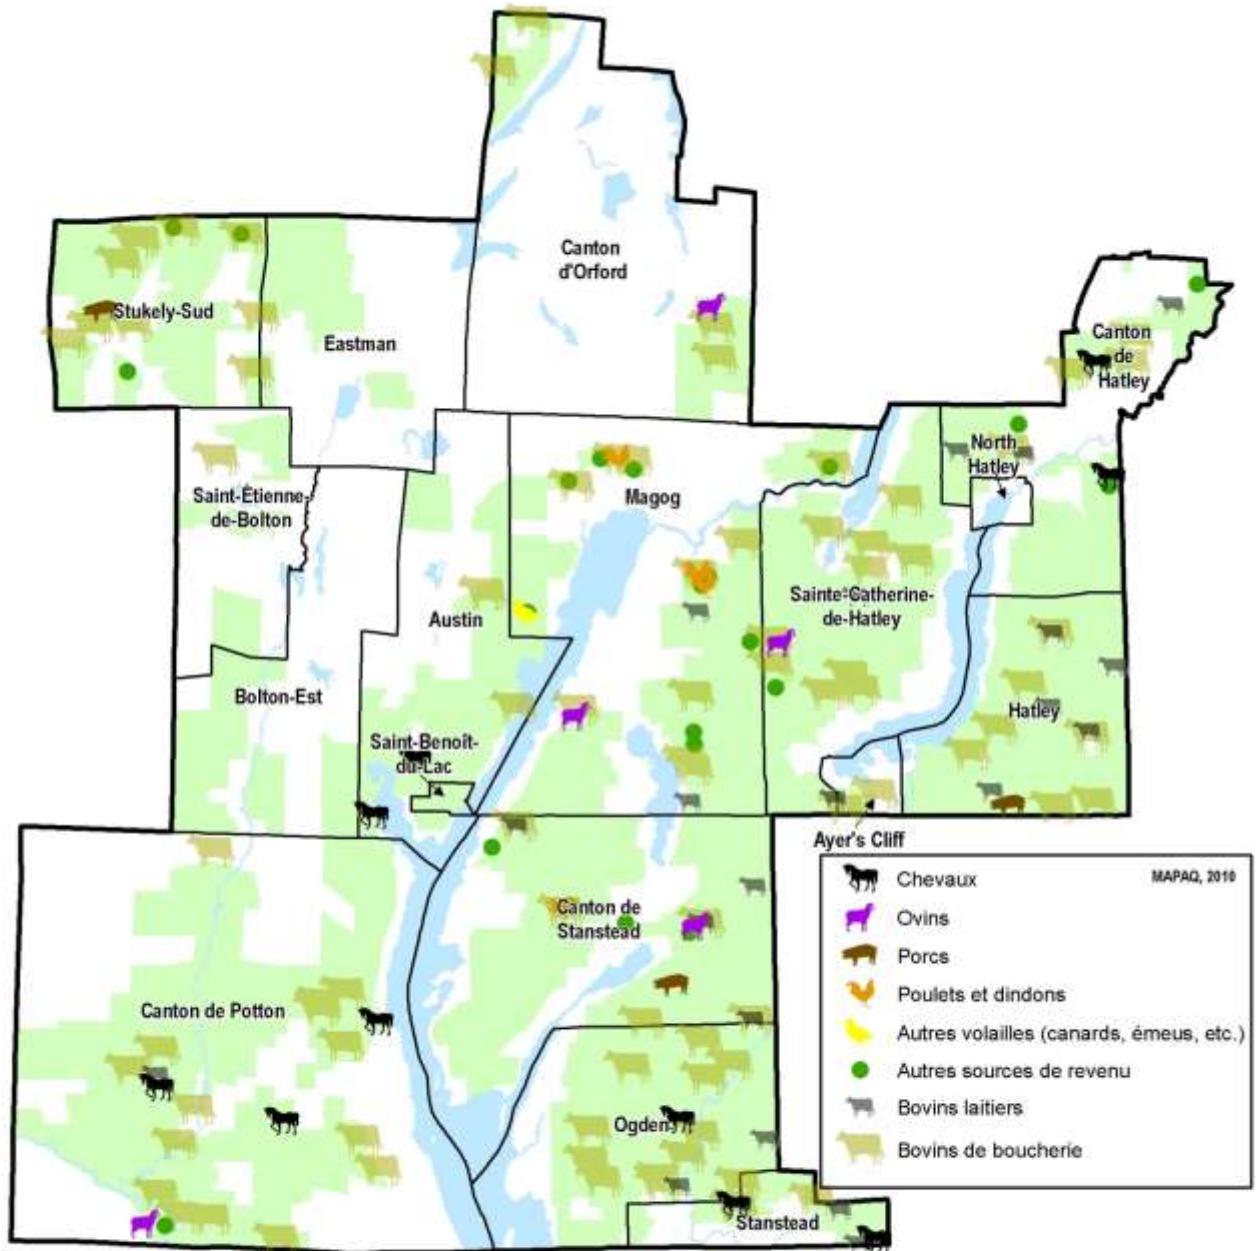 Canton
d'Orford
Stukely-Sud
Eastman
Canton
de
Hatley
North
Hatley
Magog
Saint-Étienne-
de-Bolton
Sainte-Catherine-
de-Hatley
Austin
Bolton-Est
Hatley
Saint-Benoît-
du-Lac
Ayer's Cliff
Canton de
Stanstead
Canton de Potton
Ogden
Stanstead
MAPAQ, 2010
Chevaux
Ovins
Porcs
Poulets et dindons
Autres volailles (canards, émeus, etc.)
Autres sources de revenu
Bovins laitiers
Bovins de boucherie